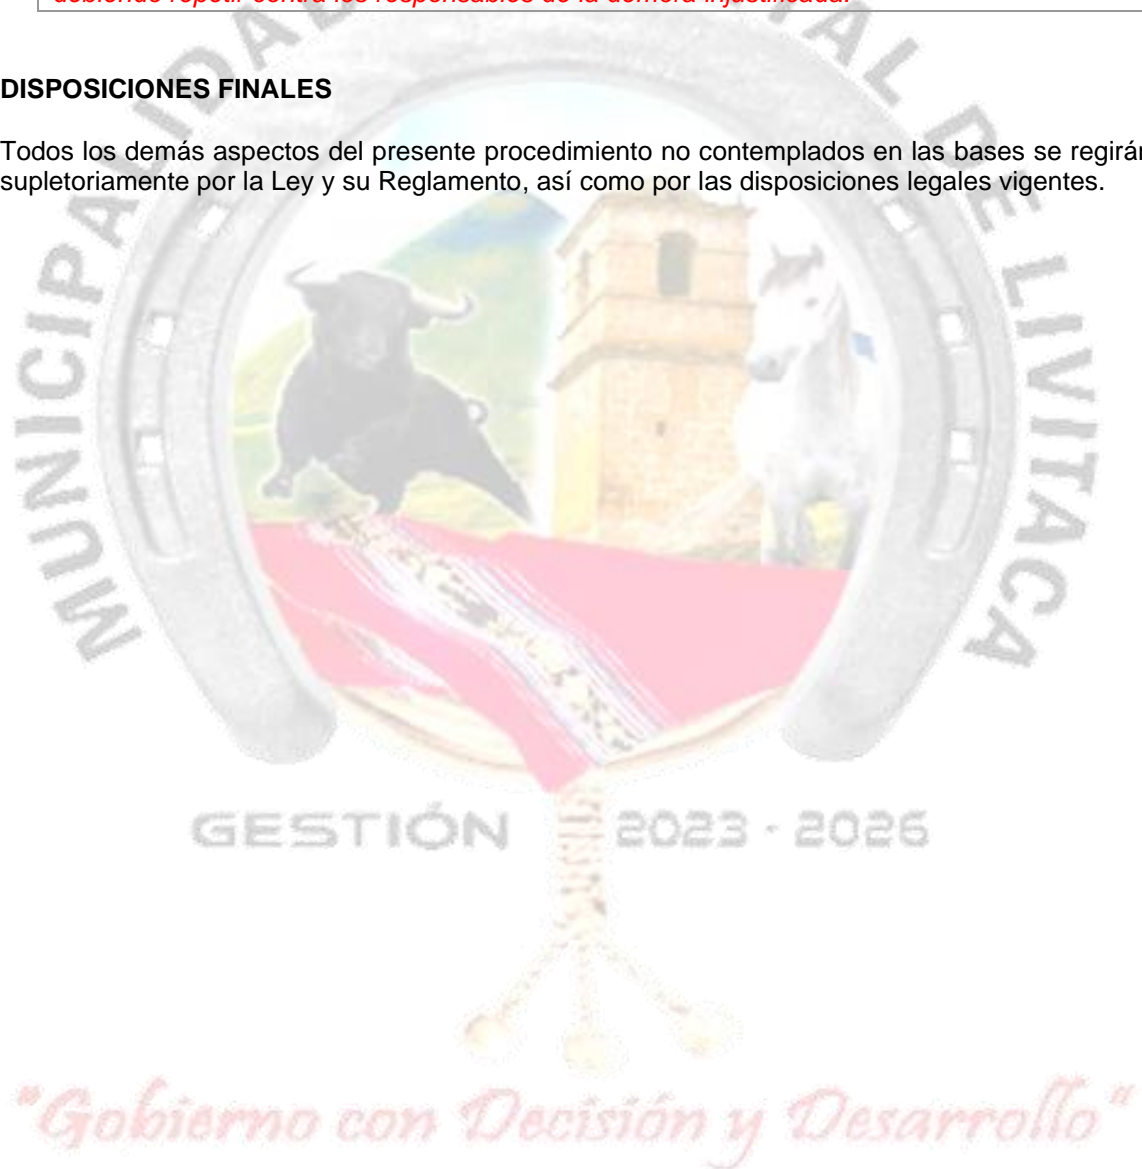 debiendo repetir contra los responsables de la demora injustificada.
DISPOSICIONES FINALES
Todos los demás aspectos del presente procedimiento no contemplados en las bases se regirán
supletoriamente por la Ley y su Reglamento, así como por las disposiciones legales vigentes.
MUNICIPALIDAD
DE LIVITACA
GESTIÓN 2023 - 2026
"Gobierno con Decisión y Desarrollo"